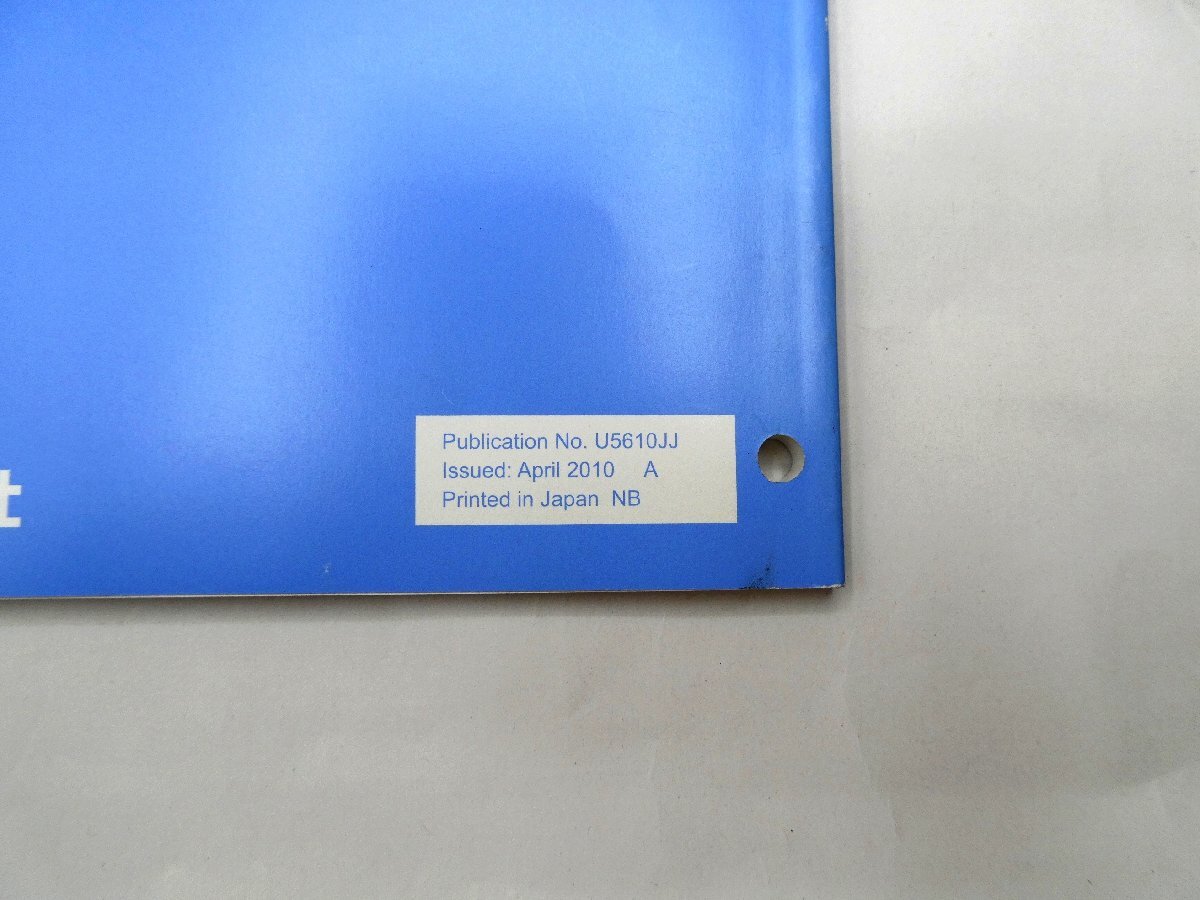 Publication No. U5610JJ
Issued: April 2010 A
Printed in Japan NB
t